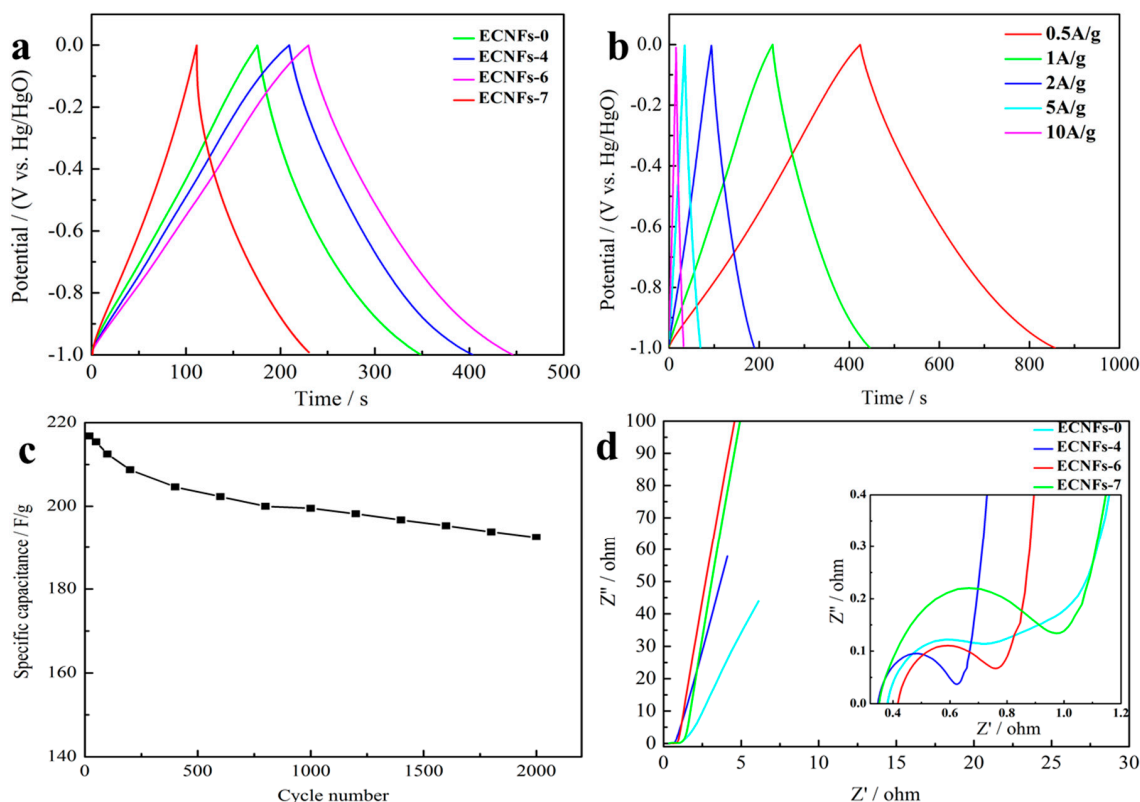 a
ECNFs-0
ECNFs-4
ECNFs-6
ECNFs-7
0.0
-0.2
-0.4
-0.6
-0.8
-1.0
Potential / (V vs. Hg/HgO)
0 100 200 300 400 500
Time / s
b
0.5A/g
1A/g
2A/g
5A/g
10A/g
0.0
-0.2
-0.4
-0.6
-0.8
-1.0
Potential / (V vs. Hg/HgO)
0 200 400 600 800 1000
Time / s
c
220
210
200
190
180
170
160
150
140
Specific capacitance / F/g
0 500 1000 1500 2000
Cycle number
d
ECNFs-0
ECNFs-4
ECNFs-6
ECNFs-7
100
90
80
70
60
50
40
30
20
10
0
Z'' / ohm
0 5 10 15 20 25 30
Z' / ohm
0.4
0.3
0.2
0.1
0.0
Z'' / ohm
0.4 0.6 0.8 1.0 1.2
Z' / ohm